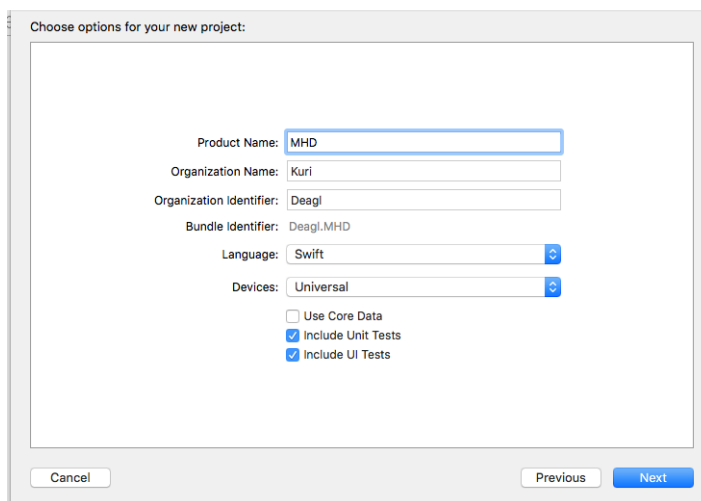 Choose options for your new project:
Product Name: MHD
Organization Name: Kuri
Organization Identifier: Deagl
Bundle Identifier: Deagl.MHD
Language: Swift
Devices: Universal
Use Core Data
Include Unit Tests
Include UI Tests
Cancel Previous Next